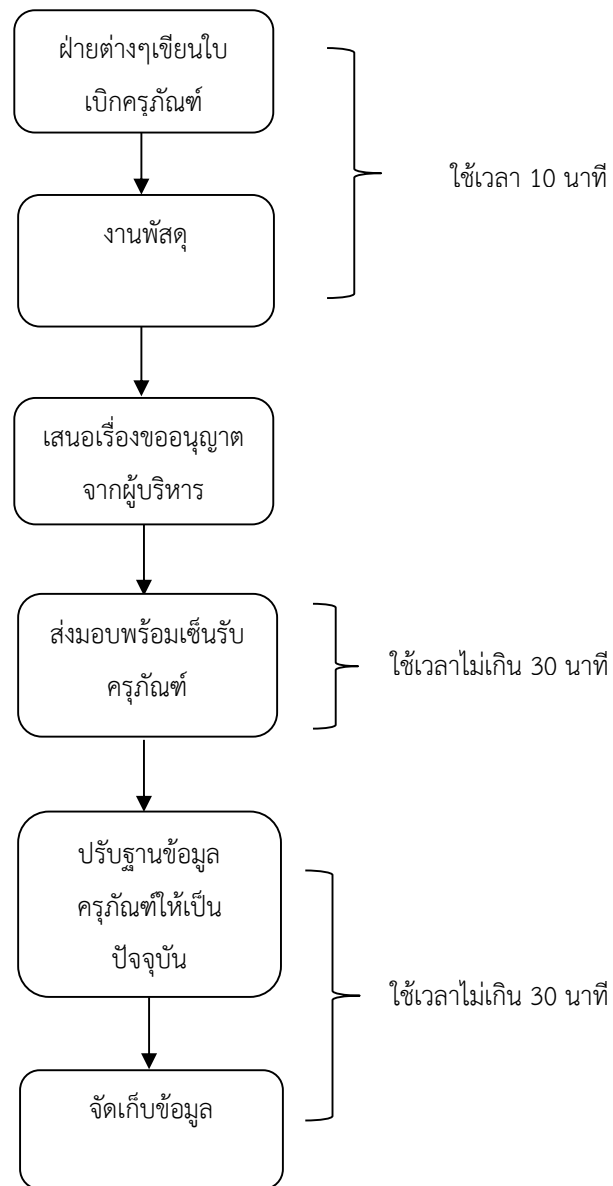 ฝ่ายต่างๆเขียนใบ
เบิกครุภัณฑ์
ใช้เวลา 10 นาที
งานพัสดุ
เสนอเรื่องขออนุญาต
จากผู้บริหาร
ส่งมอบพร้อมเซ็นรับ
ครุภัณฑ์
ใช้เวลาไม่เกิน 30 นาที
ปรับฐานข้อมูล
ครุภัณฑ์ให้เป็น
ปัจจุบัน
ใช้เวลาไม่เกิน 30 นาที
จัดเก็บข้อมูล